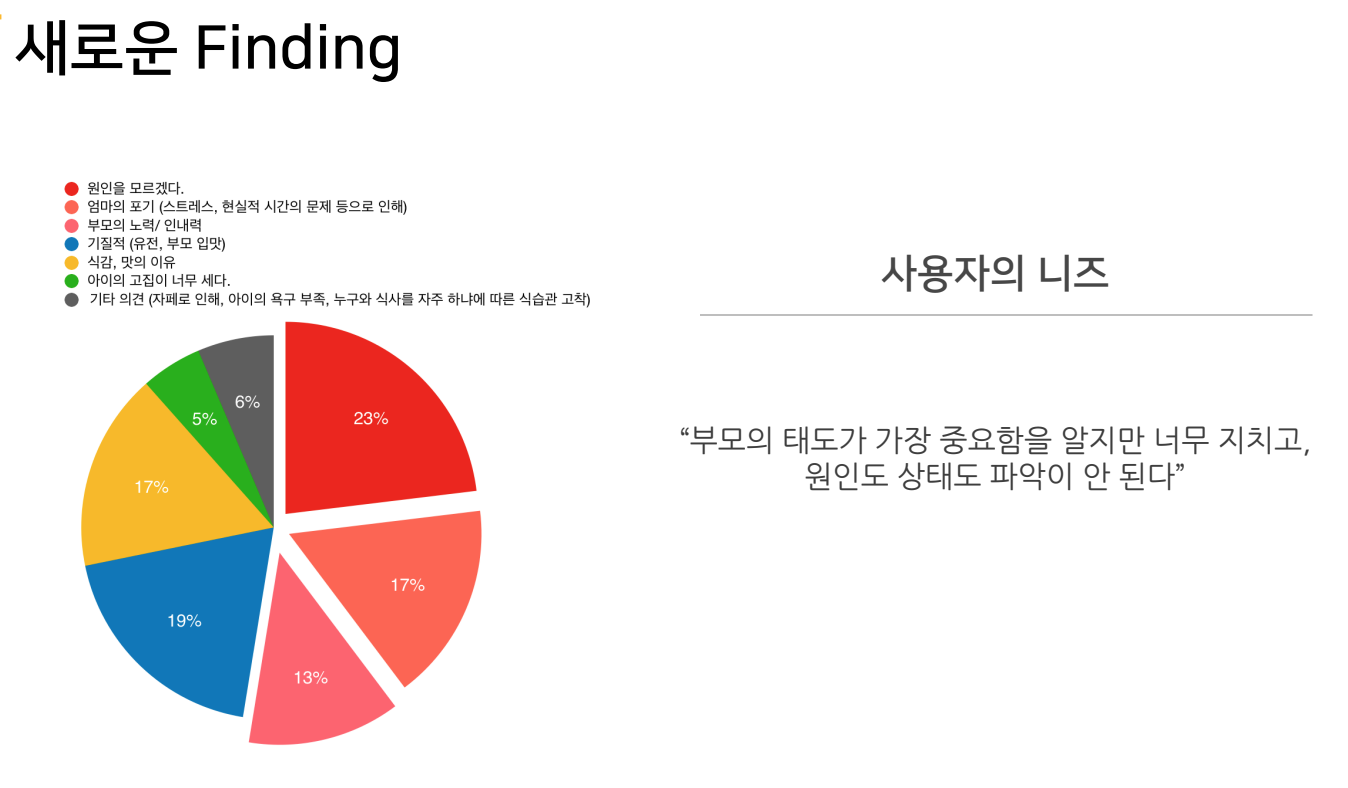 새로운 Finding
원인을 모르겠다.
엄마의 포기 (스트레스, 현실적 시간의 문제 등으로 인해)
부모의 노력/ 인내력
기질적 (유전, 부모 입맛)
식감, 맛의 이유
아이의 고집이 너무 세다.
기타 의견 (자페로 인해, 아이의 욕구 부족, 누구와 식사를 자주 하냐에 따른 식습관 고착)
23%
17%
13%
19%
17%
5%
6%
사용자의 니즈
“부모의 태도가 가장 중요함을 알지만 너무 지치고,
원인도 상태도 파악이 안 된다”